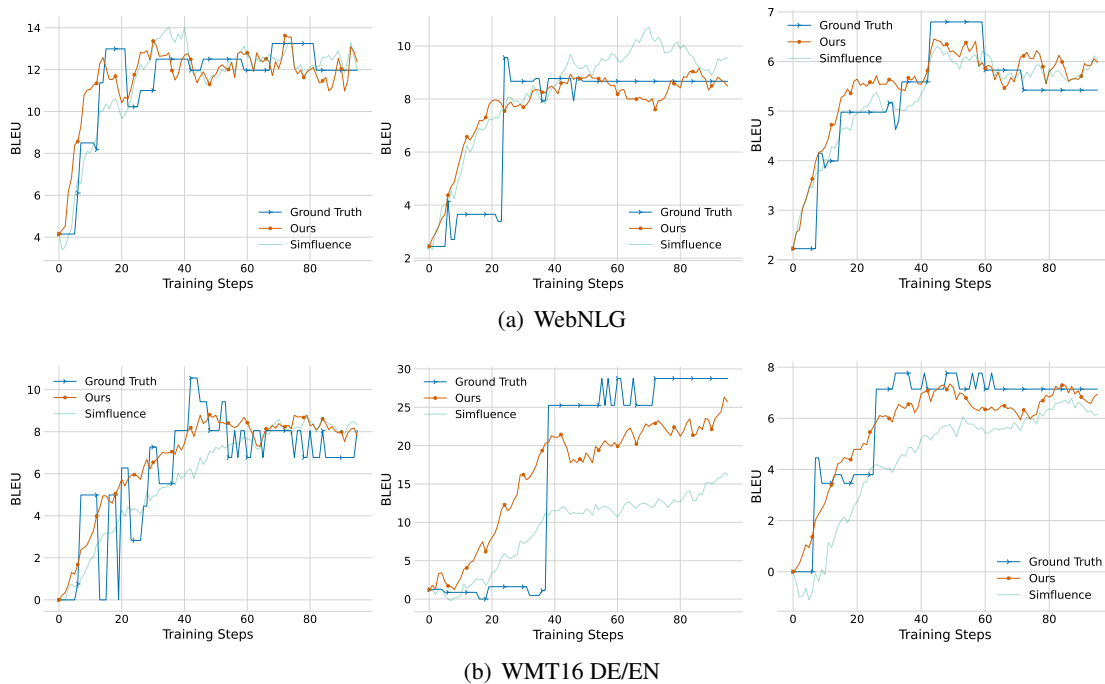 14
12
10
8
6
4
BLEU
0 20 40 60 80
Training Steps
Ground Truth
Ours
Simfluence
10
8
6
4
2
BLEU
0 20 40 60 80
Training Steps
Ground Truth
Ours
Simfluence
7
6
5
4
3
2
BLEU
0 20 40 60 80
Training Steps
Ground Truth
Ours
Simfluence
(a) WebNLG
10
8
6
4
2
0
BLEU
0 20 40 60 80
Training Steps
Ground Truth
Ours
Simfluence
30
25
20
15
10
5
0
BLEU
0 20 40 60 80
Training Steps
Ground Truth
Ours
Simfluence
8
6
4
2
0
BLEU
0 20 40 60 80
Training Steps
Ground Truth
Ours
Simfluence
(b) WMT16 DE/EN